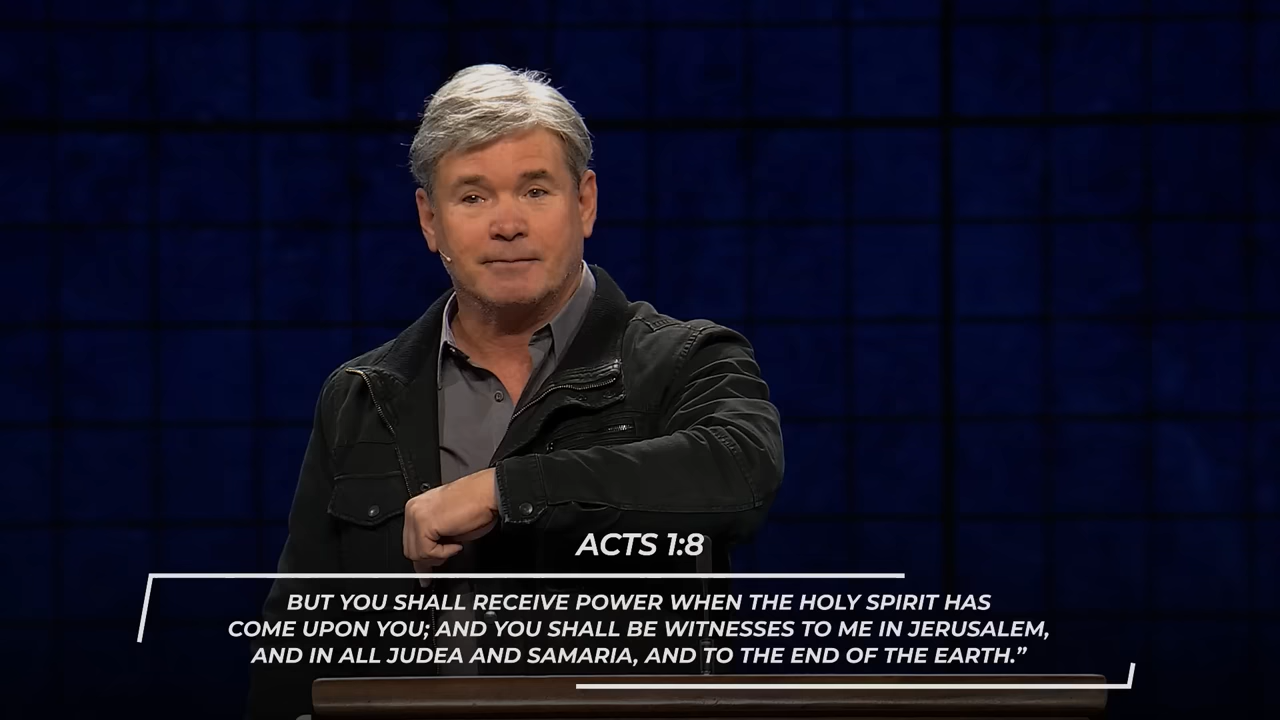 ACTS 1:8
BUT YOU SHALL RECEIVE POWER WHEN THE HOLY SPIRIT HAS
COME UPON YOU; AND YOU SHALL BE WITNESSES TO ME IN JERUSALEM,
AND IN ALL JUDEA AND SAMARIA, AND TO THE END OF THE EARTH.”